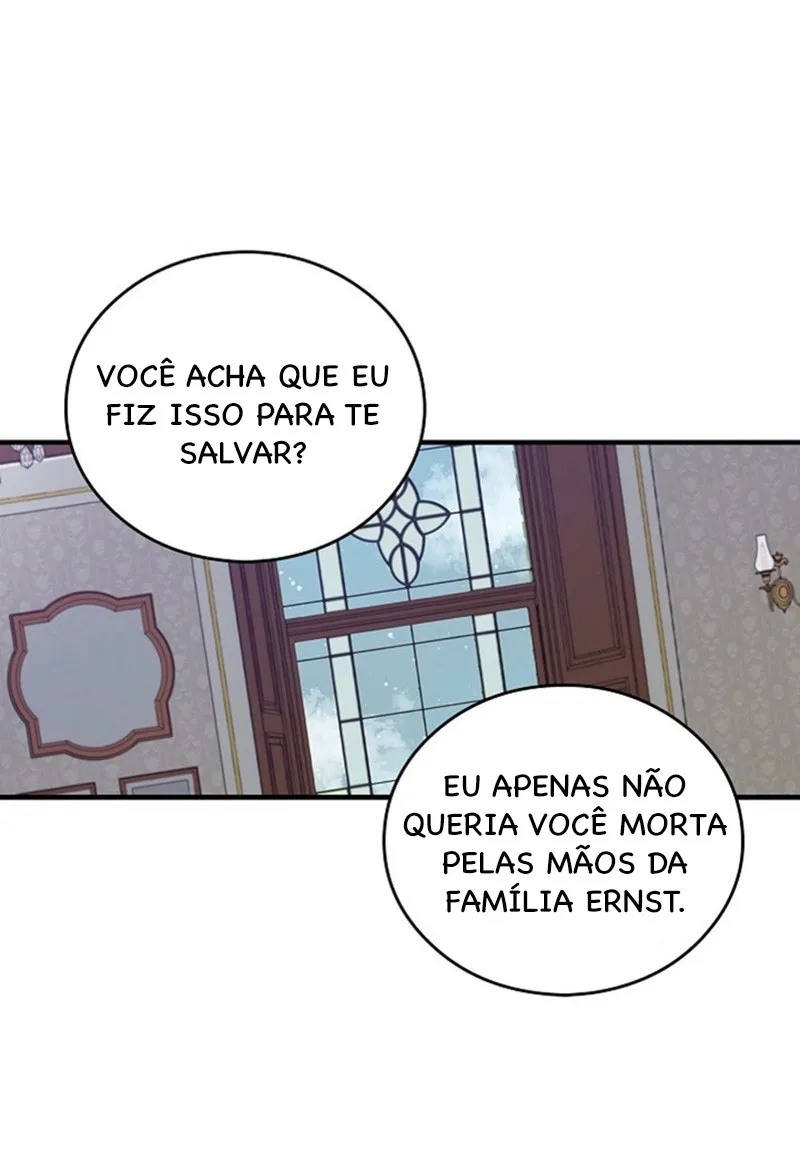 VOCÊ ACHA QUE EU
FIZ ISSO PARA TE
SALVAR?
EU APENAS NÃO
QUERIA VOCÊ MORTA
PELAS MÃOS DA
FAMÍLIA ERNST.